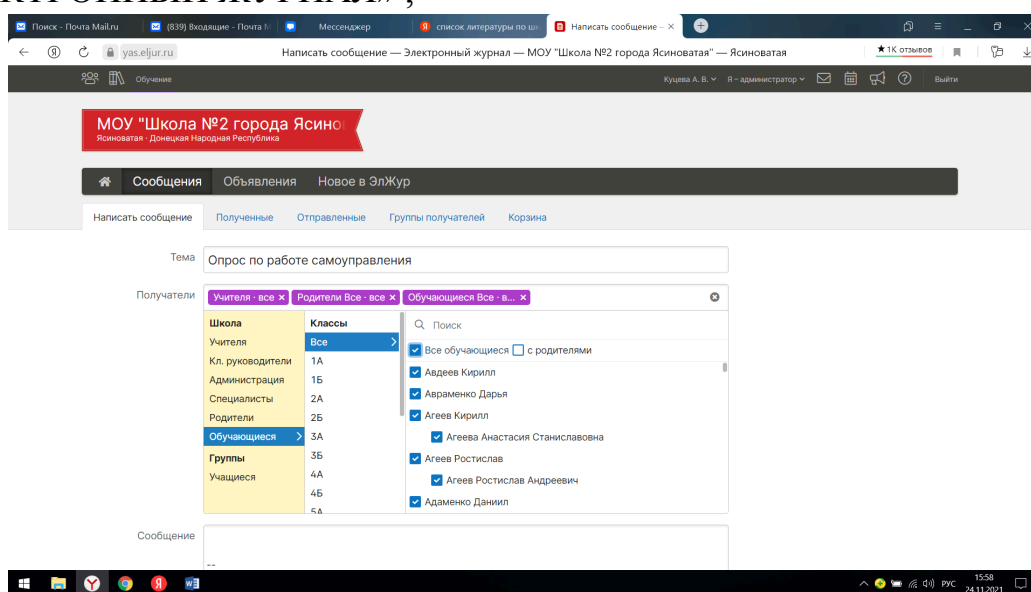 КТРОННЫЙ ЖУРНАЛ» ,
Поиск - Почта Mail.ru
(839) Входящие - Почта М
Мессенджер
список литературы по шк
Написать сообщение –
yas.eljur.ru
Написать сообщение — Электронный журнал — МОУ "Школа №2 города Ясиноватая" — Ясиноватая
★ 1К отзывов
Обучение
Куцева А. В.
Я – администратор
Выйти
МОУ "Школа №2 города Ясино
Ясиноватая · Донецкая Народная Республика
Сообщения Объявления Новое в ЭлЖур
Написать сообщение Полученные Отправленные Группы получателей Корзина
Тема Опрос по работе самоуправления
Получатели Учителя · все × Родители Все · все × Обучающиеся Все · в... ×
Школа
Учителя
Кл. руководители
Администрация
Специалисты
Родители
Обучающиеся
Группы
Учащиеся
Классы
Все
1А
1Б
2А
2Б
3А
3Б
4А
4Б
5А
Поиск
Все обучающиеся с родителями
Авдеев Кирилл
Авраменко Дарья
Агеев Кирилл
Агеева Анастасия Станиславовна
Агеев Ростислав
Агеев Ростислав Андреевич
Адаменко Даниил
Сообщение
--
РУС
15:58
24.11.2021